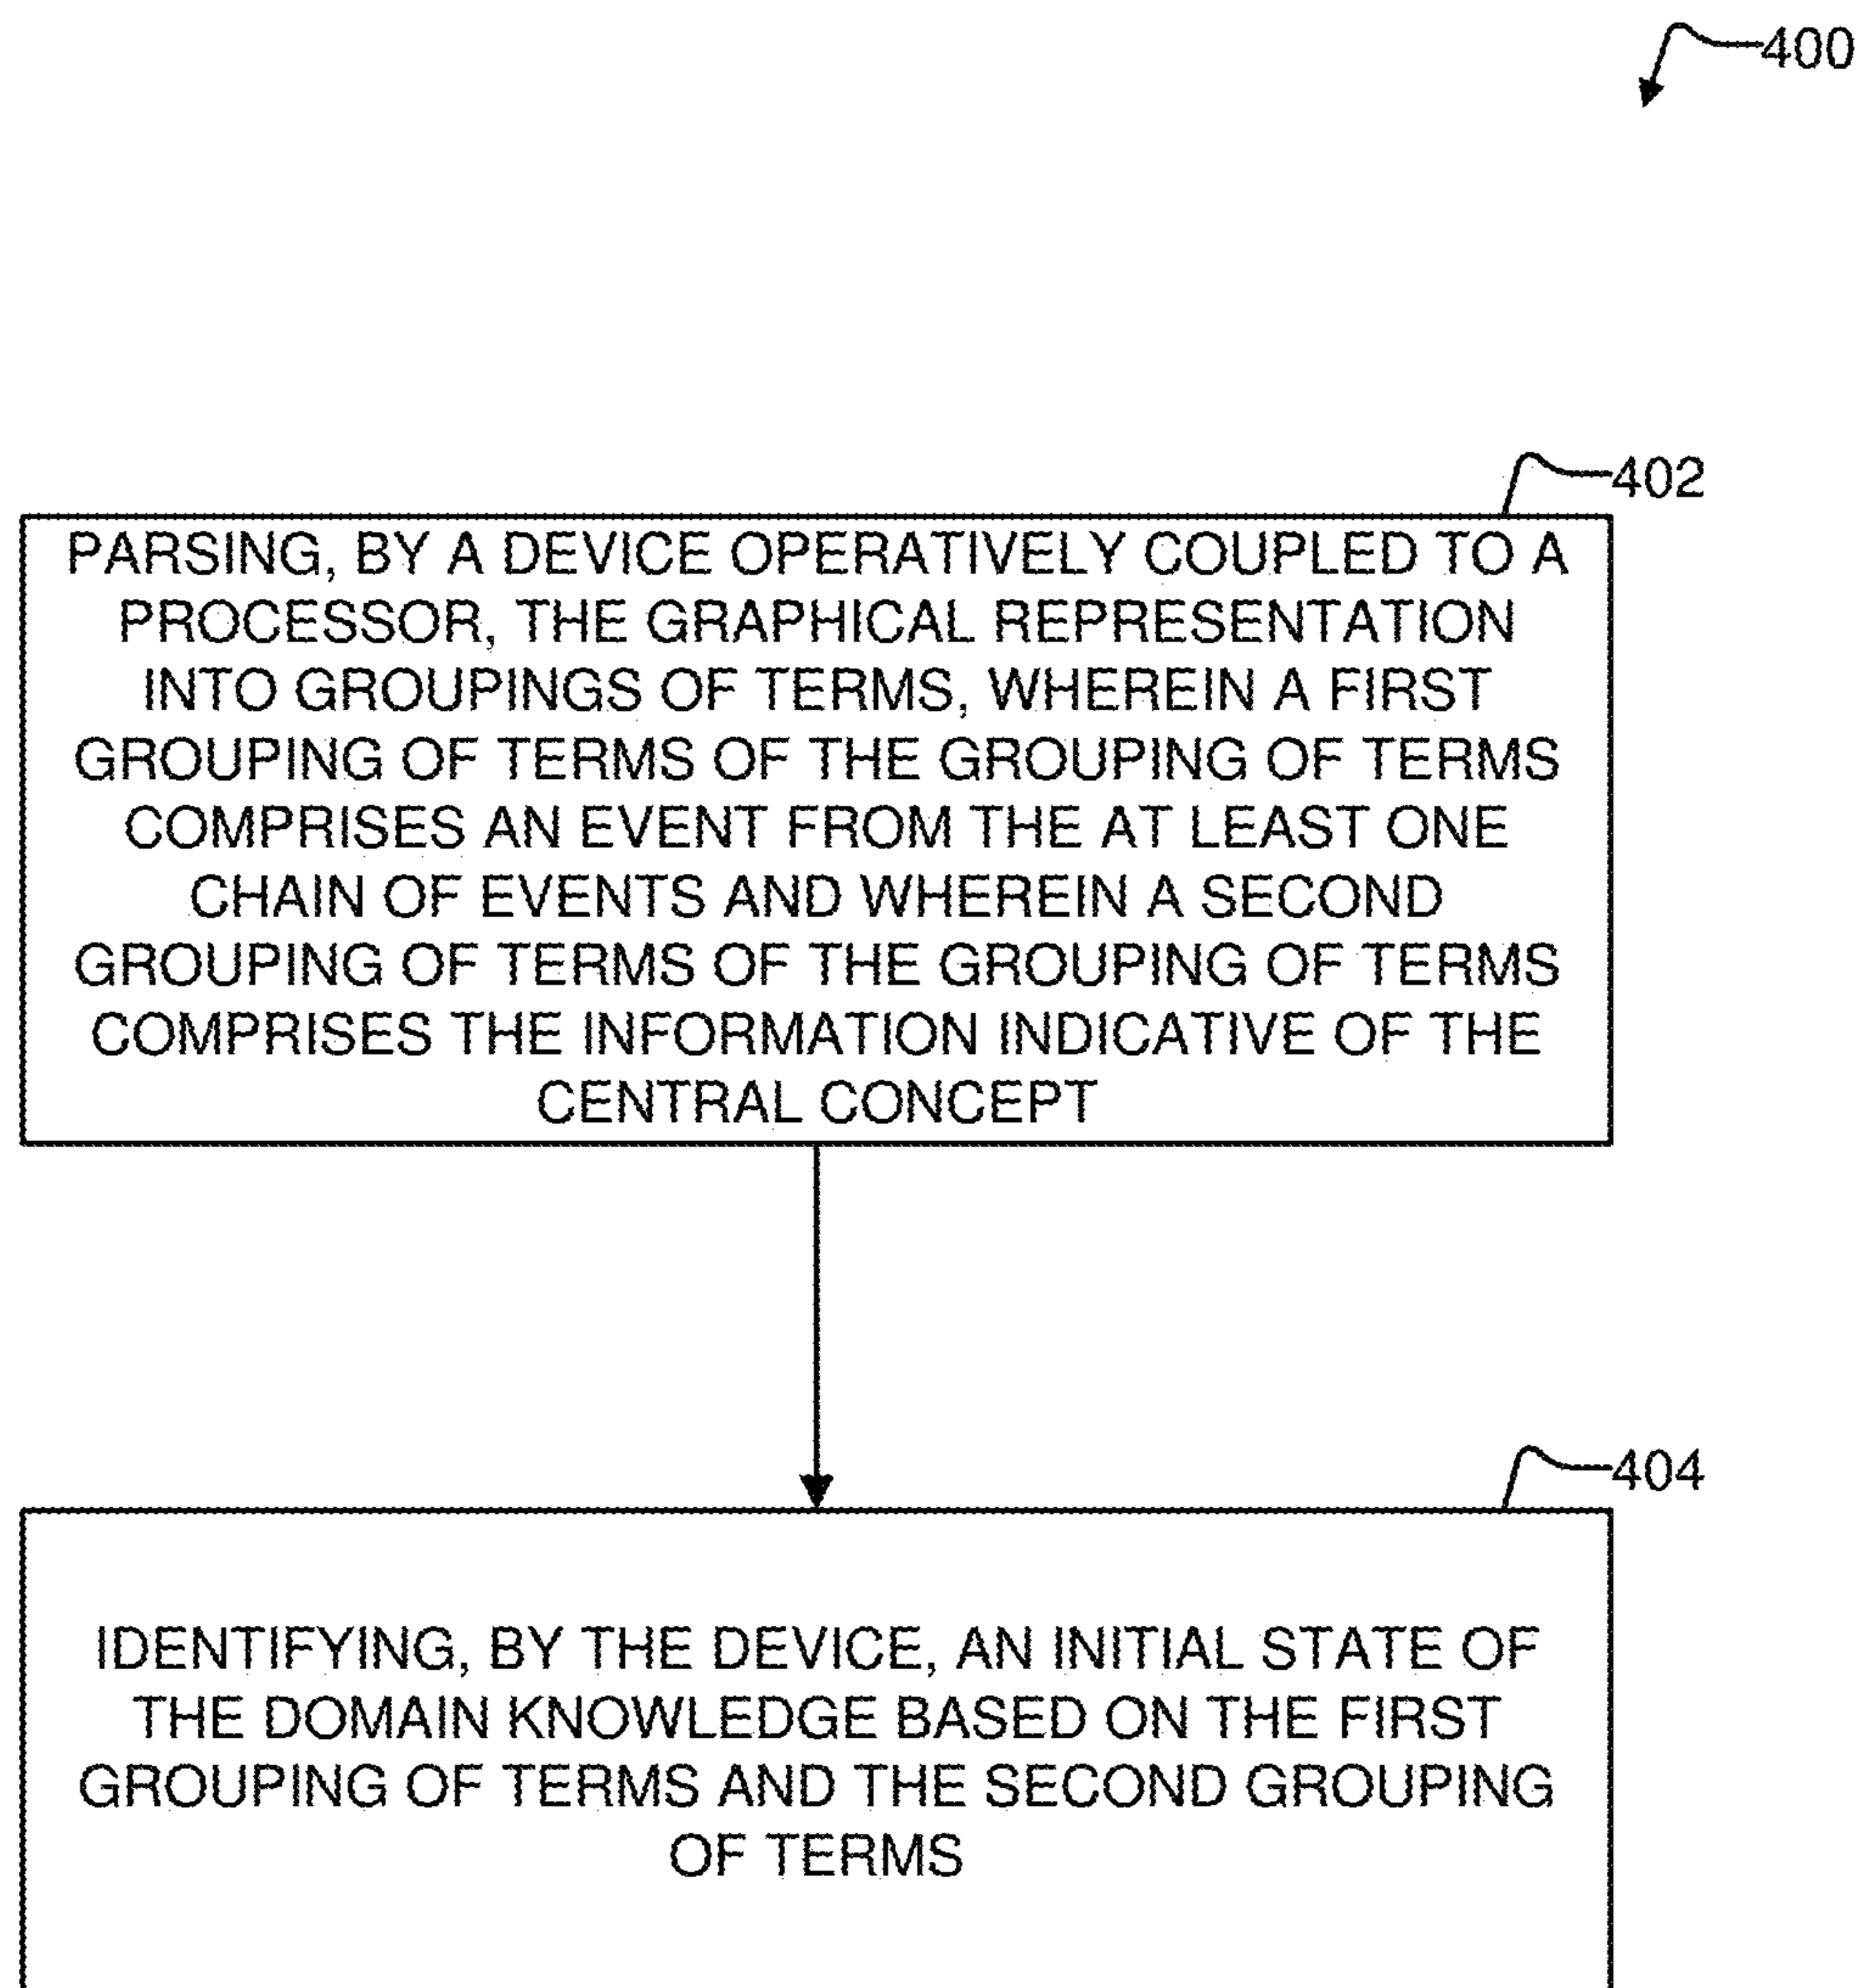 400
402
PARSING, BY A DEVICE OPERATIVELY COUPLED TO A
PROCESSOR, THE GRAPHICAL REPRESENTATION
INTO GROUPINGS OF TERMS, WHEREIN A FIRST
GROUPING OF TERMS OF THE GROUPING OF TERMS
COMPRISES AN EVENT FROM THE AT LEAST ONE
CHAIN OF EVENTS AND WHEREIN A SECOND
GROUPING OF TERMS OF THE GROUPING OF TERMS
COMPRISES THE INFORMATION INDICATIVE OF THE
CENTRAL CONCEPT
404
IDENTIFYING, BY THE DEVICE, AN INITIAL STATE OF
THE DOMAIN KNOWLEDGE BASED ON THE FIRST
GROUPING OF TERMS AND THE SECOND GROUPING
OF TERMS